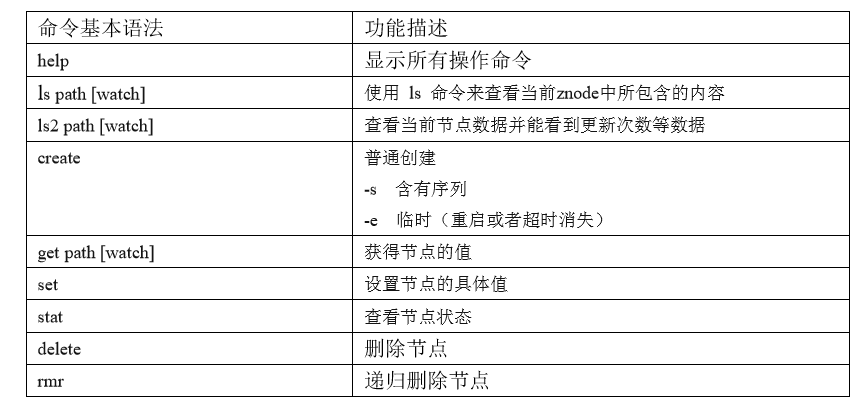 命令基本语法 功能描述
help 显示所有操作命令
ls path [watch] 使用 ls 命令来查看当前znode中所包含的内容
ls2 path [watch] 查看当前节点数据并能看到更新次数等数据
create 普通创建
-s 含有序列
-e 临时（重启或者超时消失）
get path [watch] 获得节点的值
set 设置节点的具体值
stat 查看节点状态
delete 删除节点
rmr 递归删除节点